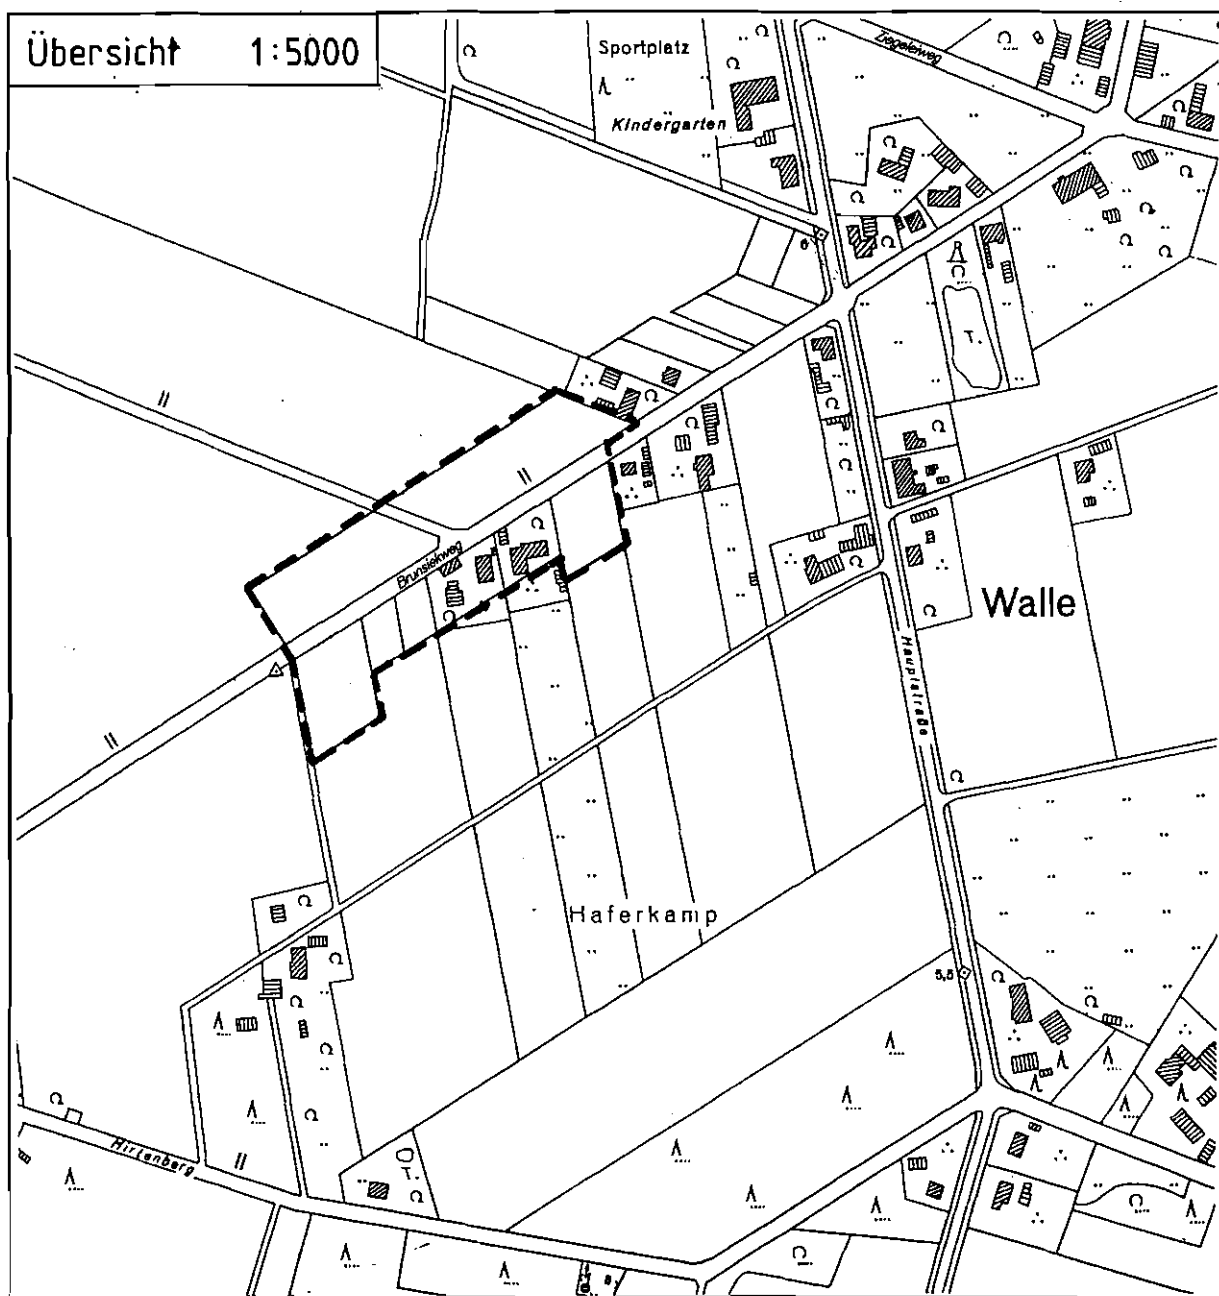 Übersicht 1:5000
Sportplatz
Kindergarten
Ziegeleiweg
6
T.
Brunsiekweg
Walle
Hauptstraße
Haferkamp
5,5
Hirtenberg
T.